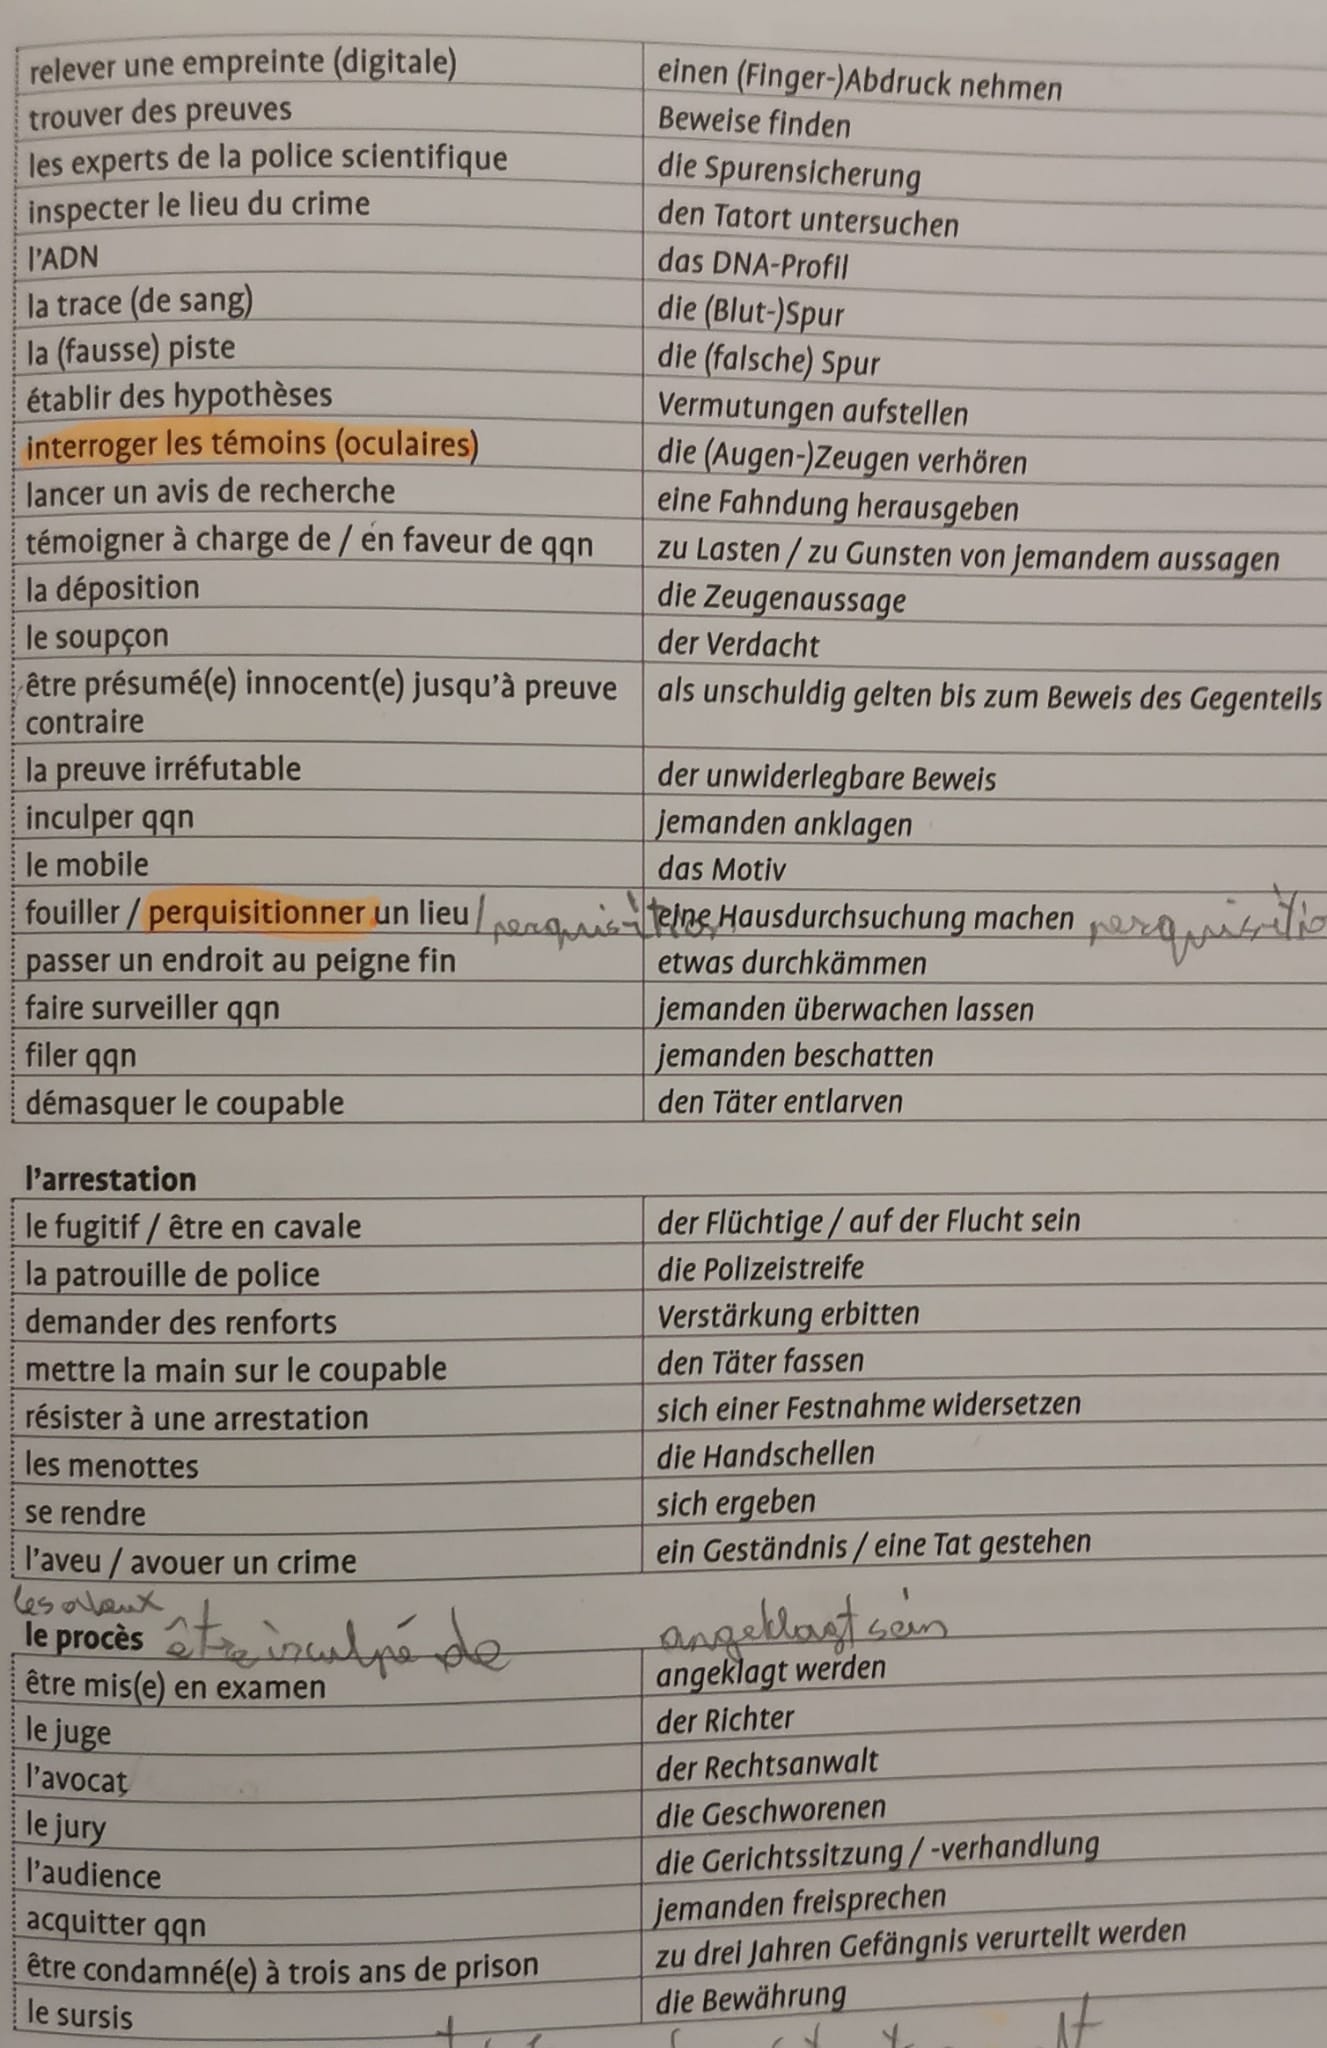 relever une empreinte (digitale) einen (Finger-)Abdruck nehmen
trouver des preuves Beweise finden
les experts de la police scientifique die Spurensicherung
inspecter le lieu du crime den Tatort untersuchen
l'ADN das DNA-Profil
la trace (de sang) die (Blut-)Spur
la (fausse) piste die (falsche) Spur
établir des hypothèses Vermutungen aufstellen
interroger les témoins (oculaires) die (Augen-)Zeugen verhören
lancer un avis de recherche eine Fahndung herausgeben
témoigner à charge de / en faveur de qqn zu Lasten / zu Gunsten von jemandem aussagen
la déposition die Zeugenaussage
le soupçon der Verdacht
être présumé(e) innocent(e) jusqu'à preuve als unschuldig gelten bis zum Beweis des Gegenteils
contraire
la preuve irréfutable der unwiderlegbare Beweis
inculper qqn jemanden anklagen
le mobile das Motiv
fouiller / perquisitionner un lieu / perquisition eine Hausdurchsuchung machen perquisitio
passer un endroit au peigne fin etwas durchkämmen
faire surveiller qqn jemanden überwachen lassen
filer qqn jemanden beschatten
démasquer le coupable den Täter entlarven
l'arrestation
le fugitif / être en cavale der Flüchtige / auf der Flucht sein
la patrouille de police die Polizeistreife
demander des renforts Verstärkung erbitten
mettre la main sur le coupable den Täter fassen
résister à une arrestation sich einer Festnahme widersetzen
les menottes die Handschellen
se rendre sich ergeben
l'aveu / avouer un crime ein Geständnis / eine Tat gestehen
les aveux
le procès être inculpé de angeklagt sein
être mis(e) en examen angeklagt werden
le juge der Richter
l'avocat der Rechtsanwalt
le jury die Geschworenen
l'audience die Gerichtssitzung / -verhandlung
acquitter qqn jemanden freisprechen
être condamné(e) à trois ans de prison zu drei Jahren Gefängnis verurteilt werden
le sursis die Bewährung